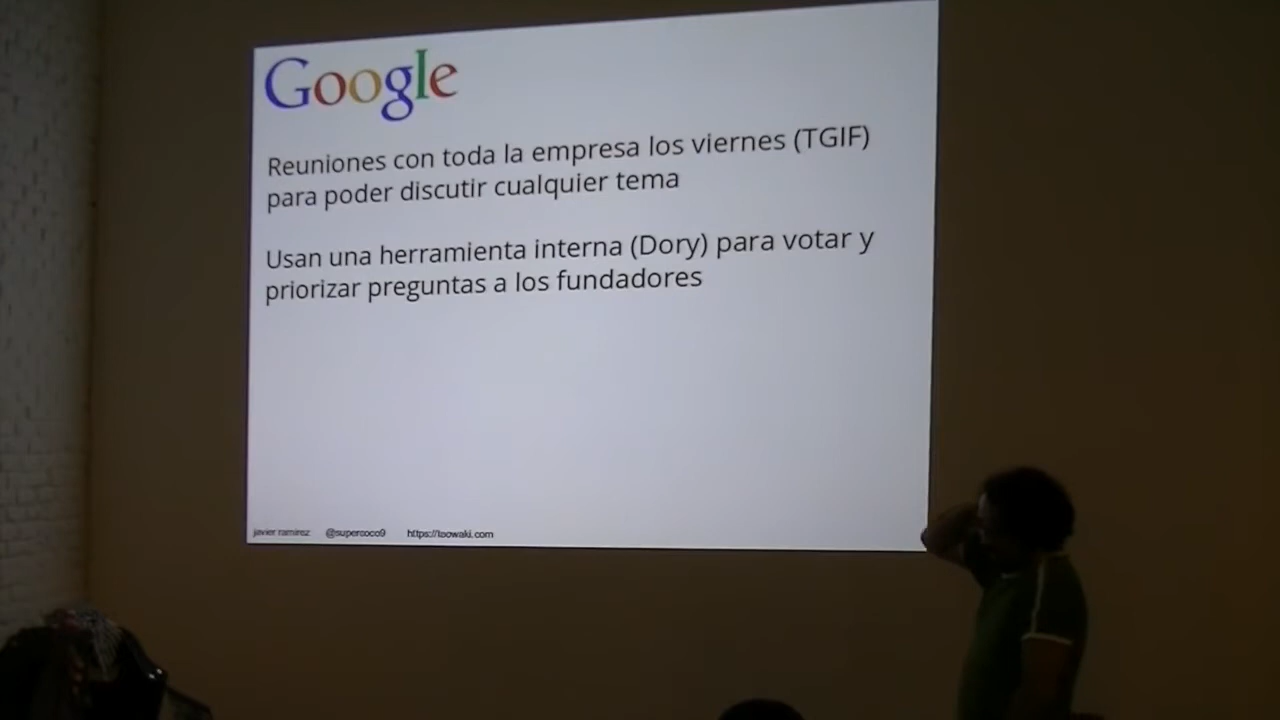 Google
Reuniones con toda la empresa los viernes (TGIF)
para poder discutir cualquier tema
Usan una herramienta interna (Dory) para votar y
priorizar preguntas a los fundadores
javier ramirez @supercoco9 https://teowaki.com